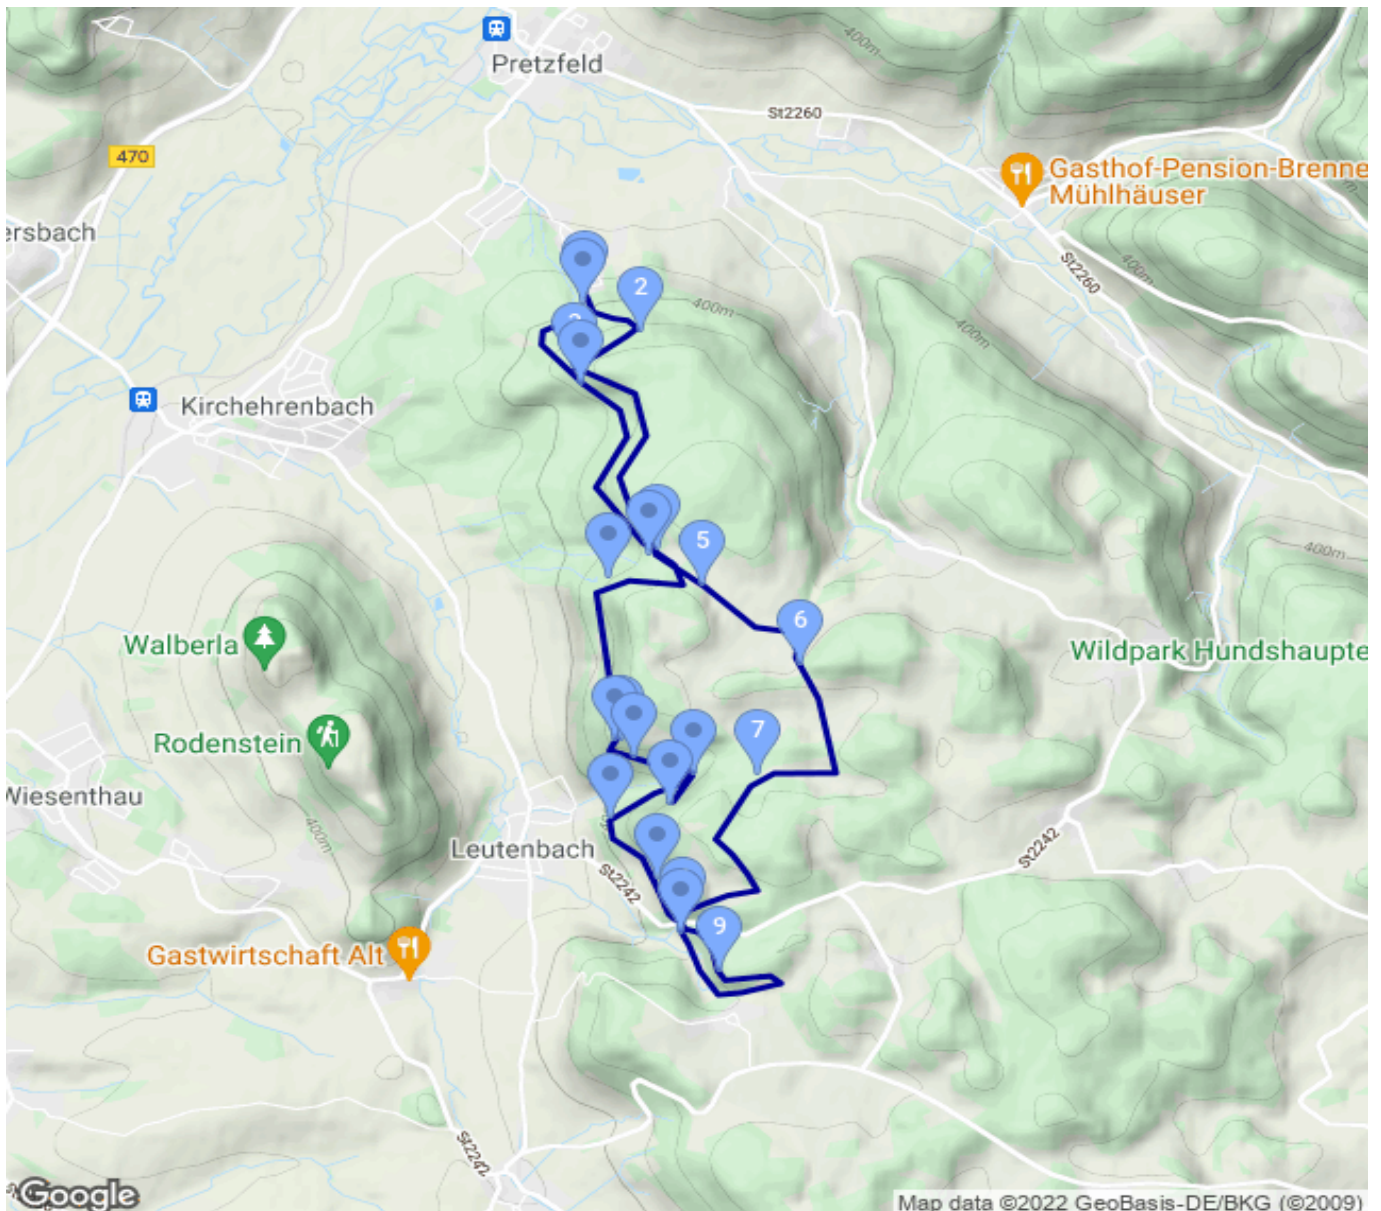 Pretzfeld
St2260
400m
470
Gasthof-Pension-Brenne
Mühlhäuser
ersbach
St2260
400m
2
400m
400m
3
Kirchehrenbach
5
400m
6
Walberla
Wildpark Hundshaupte
Rodenstein
7
Wiesenthau
400m
Leutenbach
St2242
St2242
9
Gastwirtschaft Alt
St2242
Google
Map data ©2022 GeoBasis-DE/BKG (©2009)